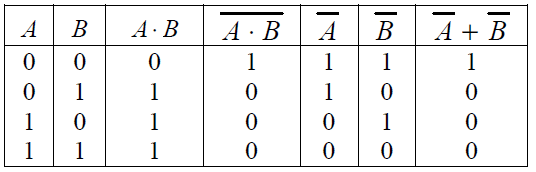 A B A · B A̅ ̅·̅ ̅B̅ A̅ B̅ A̅ + B̅
0 0 0 1 1 1 1
0 1 1 0 1 0 0
1 0 1 0 0 1 0
1 1 1 0 0 0 0